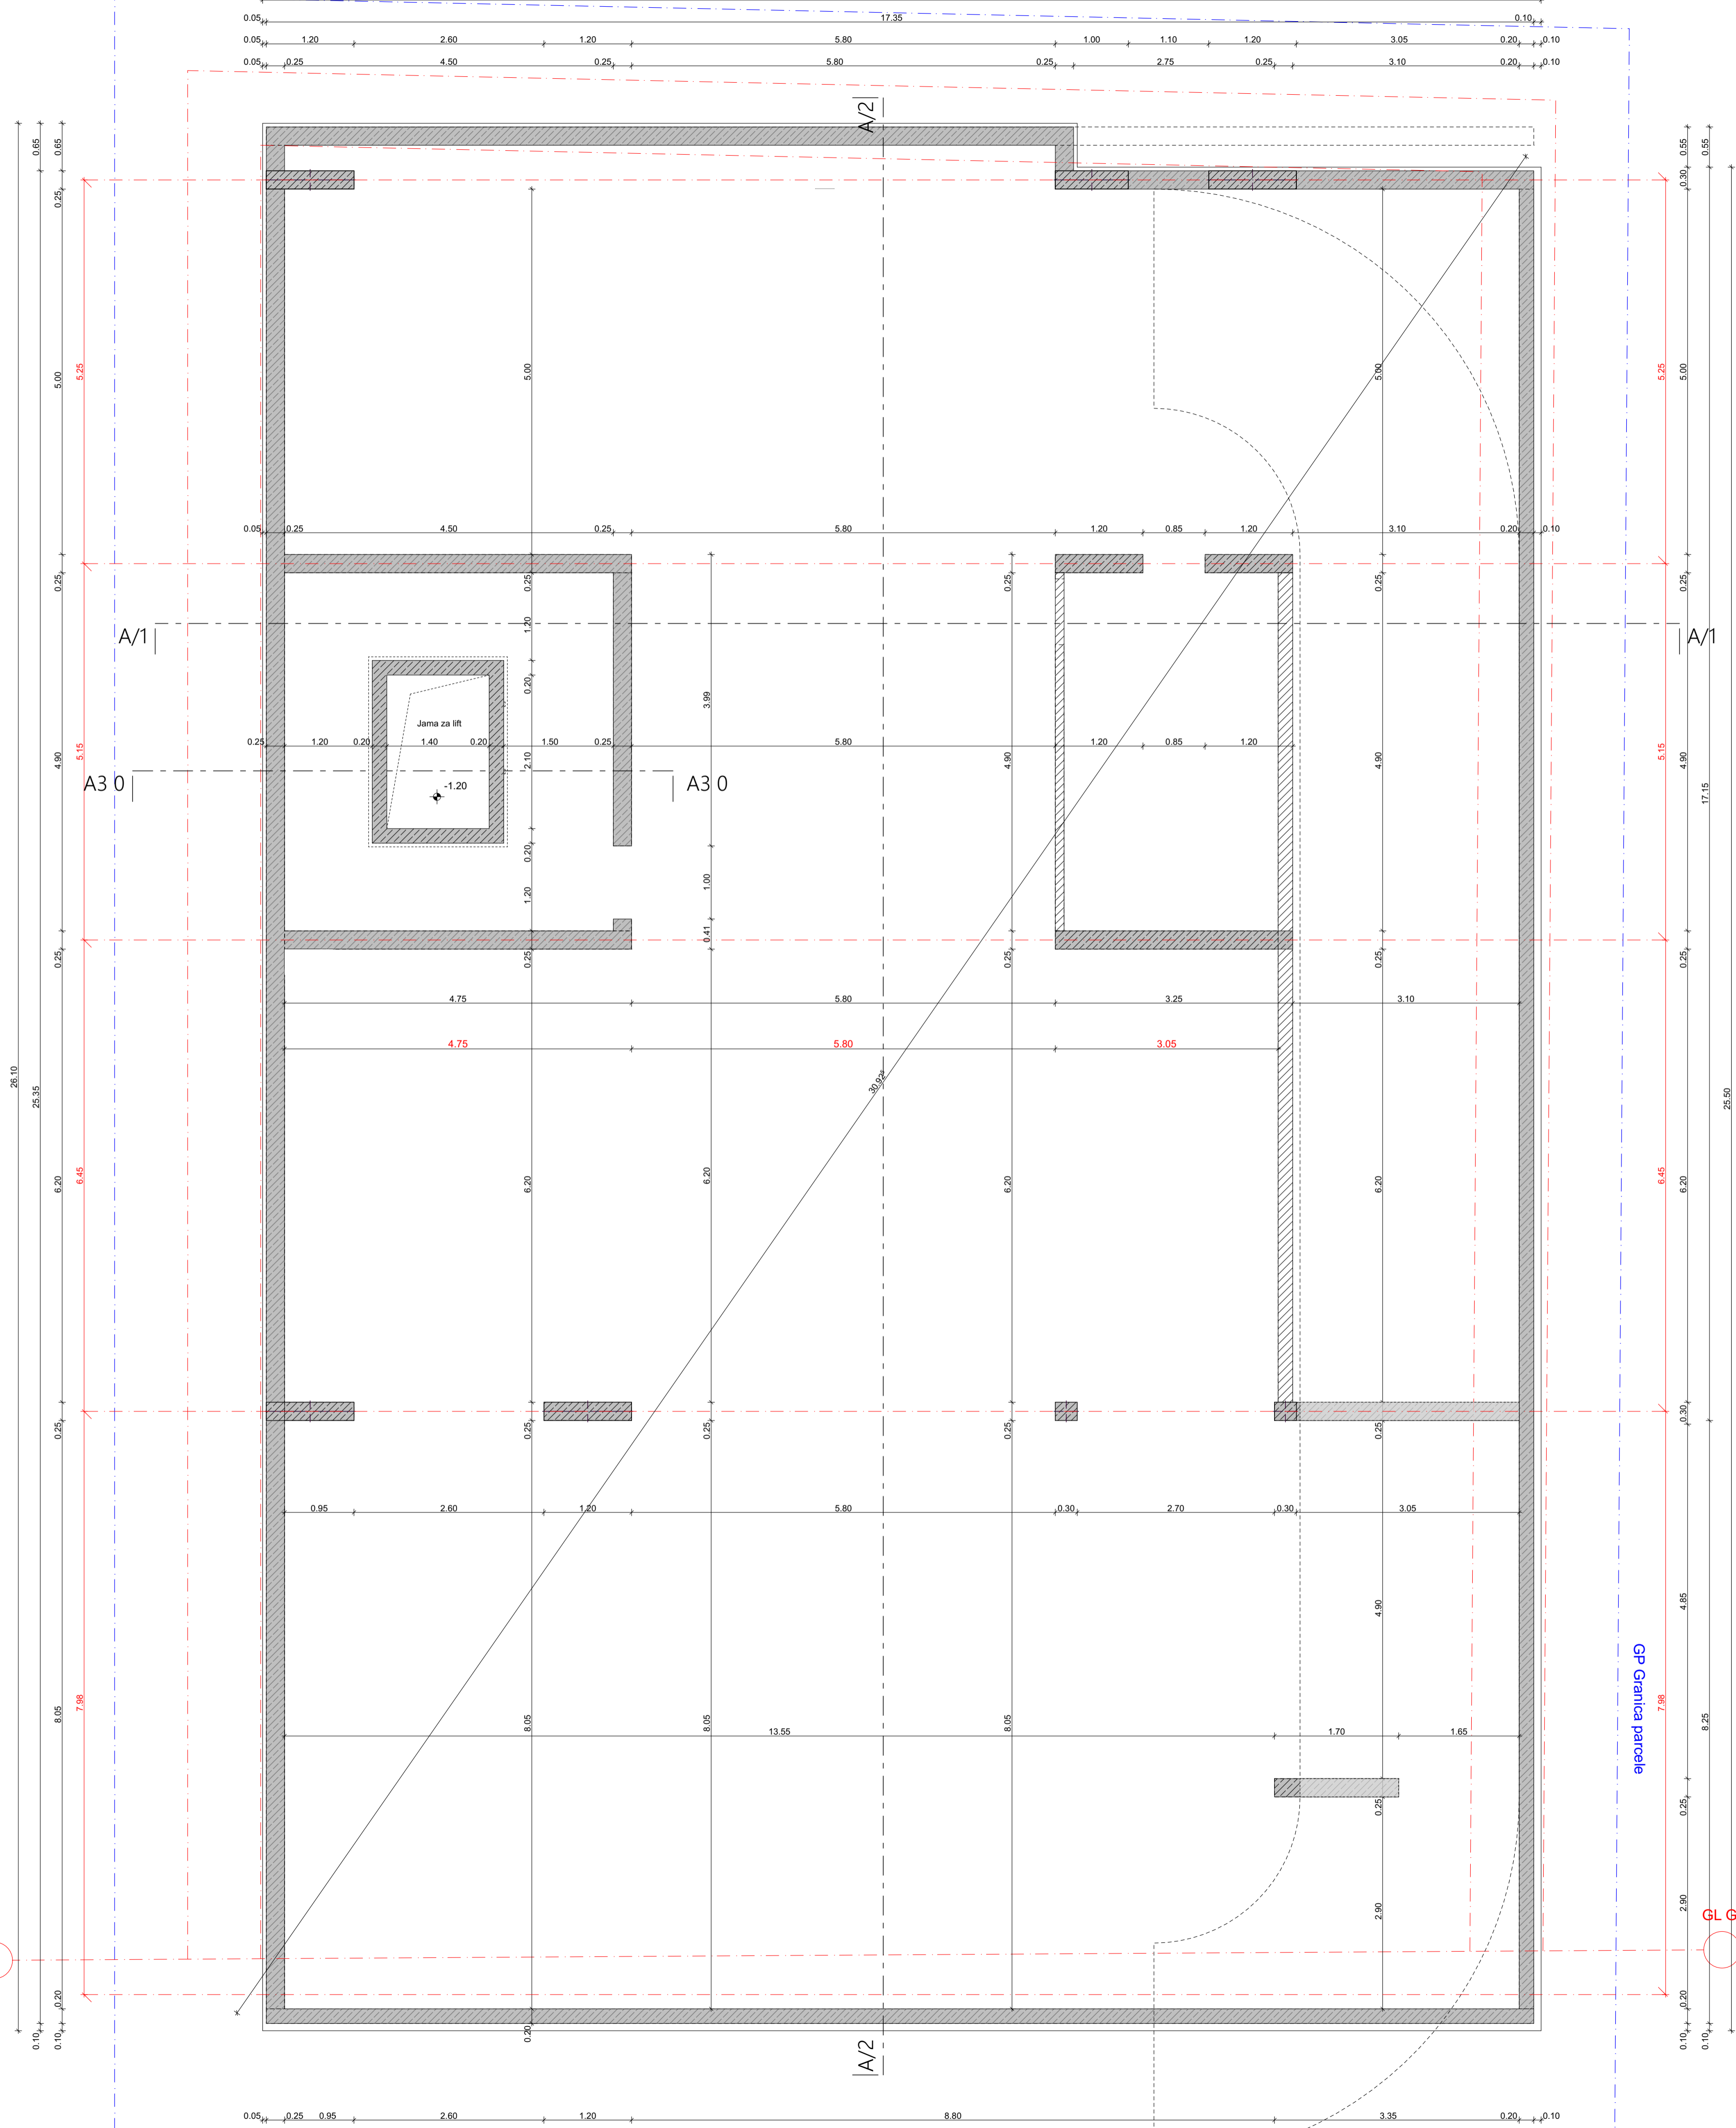 0.05 17.35 0.10
0.05 1.20 2.60 1.20 5.80 1.00 1.10 1.20 3.05 0.20 0.10
0.05 0.25 4.50 0.25 5.80 0.25 2.75 0.25 3.10 0.20 0.10
A/2
0.65 0.65 0.55 0.55
0.25 0.30
5.00 5.25 5.00 5.00 5.25 5.00
0.05 0.25 4.50 0.25 5.80 1.20 0.85 1.20 3.10 0.20 0.10
0.25 0.25 0.25 0.25 0.25
A/1 1.20 A/1
0.20 3.99
Jama za lift
0.25 1.20 0.20 1.40 0.20 1.50 0.25 5.80 1.20 0.85 1.20
4.90 5.15 2.10 4.90 4.90 5.15 4.90
A3 0 -1.20 A3 0 17.15
0.20 1.00
1.20
0.41
0.25 0.25 0.25 0.25 0.25
4.75 5.80 3.25 3.10
4.75 5.80 3.05
26.10 25.35 30.92° 25.50
6.20 6.45 6.20 6.20 6.20 6.20 6.45 6.20
0.25 0.25 0.25 0.25 0.25 0.30
0.95 2.60 1.20 5.80 0.30 2.70 0.30 3.05
4.90 4.85
GP Granica parcele
8.05 7.98 8.05 8.05 8.05 7.98 8.25
13.55 1.70 1.65
0.25 0.25
2.90 2.90
GL G
0.20 0.20
0.10 0.10 0.20 0.10 0.10
A/2
0.05 0.25 0.95 2.60 1.20 8.80 3.35 0.20 0.10